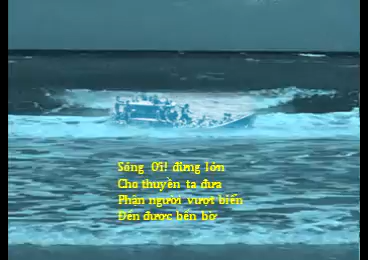 Sóng Ơi! đừng lớn
Cho thuyền ta đưa
Phận người vượt biển
Đến được bến bờ